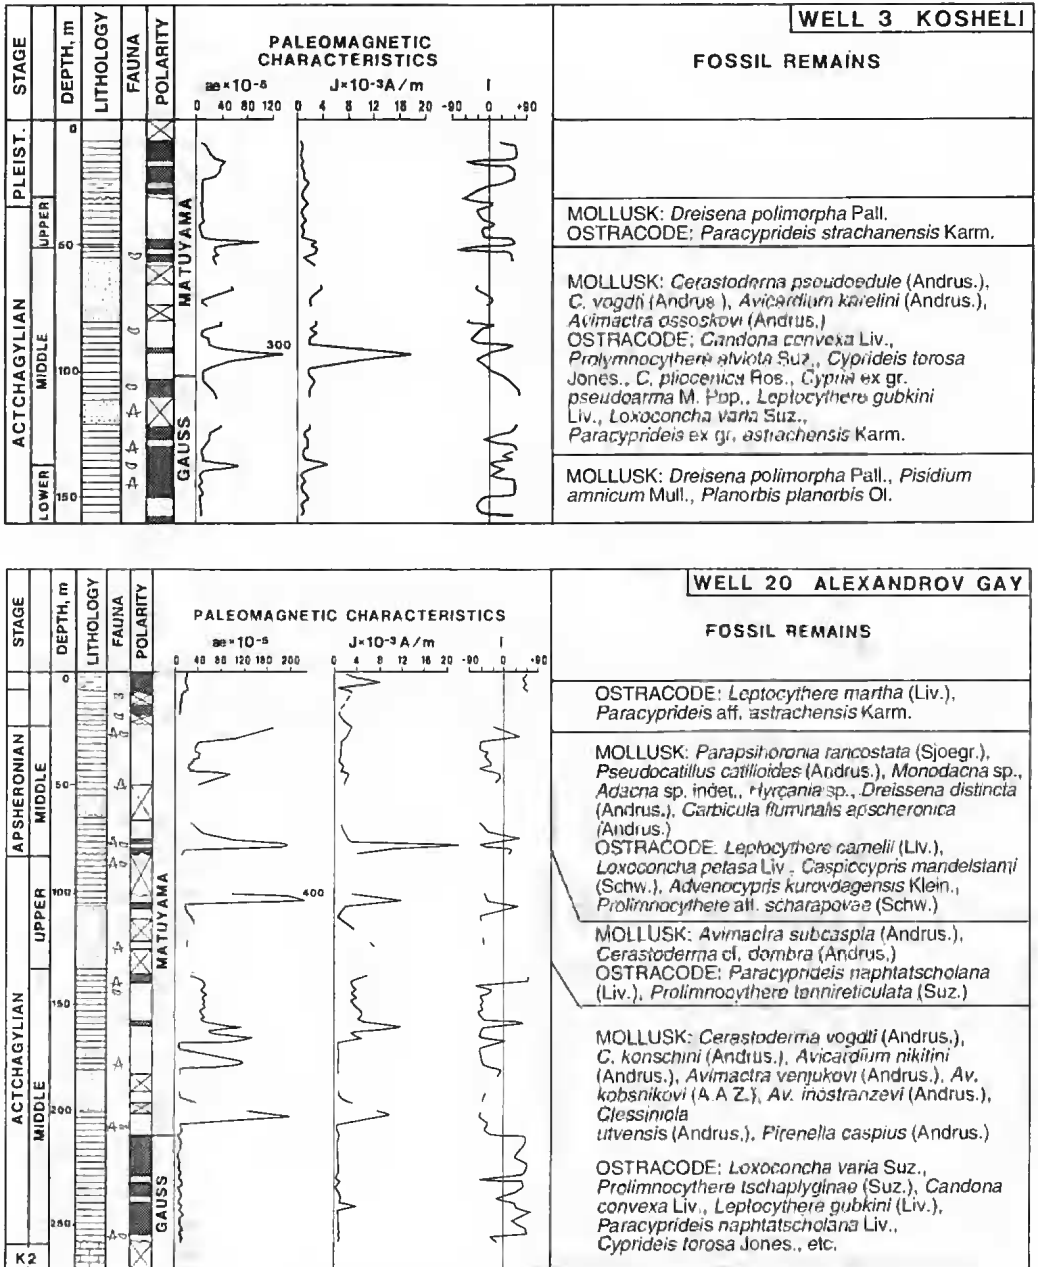 WELL 3 KOSHELI
STAGE
DEPTH, m
LITHOLOGY
FAUNA
POLARITY
PALEOMAGNETIC
CHARACTERISTICS
æ×10-5
J×10-3A/m
I
0 40 80 120
0 4 8 12 16 20
-90 +90
FOSSIL REMAINS
PLEIST.
ACTCHAGYLIAN
UPPER
MIDDLE
LOWER
0
50
100
150
MATUYAMA
GAUSS
300
MOLLUSK: Dreisena polimorpha Pall.
OSTRACODE: Paracyprideis strachanensis Karm.
MOLLUSK: Cerastoderna pseudoedule (Andrus.),
C. vogdti (Andrus.), Avicardium karelini (Andrus.),
Avimactra ossoskovi (Andrus.)
OSTRACODE: Candona convexa Liv.,
Prolymnocythere alviota Suz., Cyprideis torosa
Jones., C. pliocenica Ros., Cypria ex gr.
pseudoarma M. Pop., Leptocythere gubkini
Liv., Loxoconcha varia Suz.,
Paracyprideis ex gr. astrachensis Karm.
MOLLUSK: Dreisena polimorpha Pall., Pisidium
amnicum Mull., Planorbis planorbis Ol.
WELL 20 ALEXANDROV GAY
STAGE
DEPTH, m
LITHOLOGY
FAUNA
POLARITY
PALEOMAGNETIC CHARACTERISTICS
æ×10-5
J×10-3 A/m
I
0 40 80 120 160 200
0 4 8 12 16 20
-90 +90
FOSSIL REMAINS
APSHERONIAN
MIDDLE
ACTCHAGYLIAN
UPPER
MIDDLE
K2
0
50
100
150
200
250
MATUYAMA
GAUSS
400
OSTRACODE: Leptocythere martha (Liv.),
Paracyprideis aff. astrachensis Karm.
MOLLUSK: Parapsihoronia rancostata (Sjoegr.),
Pseudocatillus catilloides (Andrus.), Monodacna sp.,
Adacna sp. indet., Hyrcania sp., Dreissena distincta
(Andrus.), Carbicula fluminalis apscheronica
(Andrus.)
OSTRACODE: Leptocythere camelii (Liv.),
Loxoconcha petasa Liv., Caspiccypris mandelstami
(Schw.), Advenocypris kurovdagensis Klein.,
Prolimnocythere aff. scharapovae (Schw.)
MOLLUSK: Avimactra subcaspia (Andrus.),
Cerastoderma cf. dombra (Andrus.)
OSTRACODE: Paracyprideis naphtatscholana
(Liv.), Prolimnocythere tennireticulata (Suz.)
MOLLUSK: Cerastoderma vogdti (Andrus.),
C. konschini (Andrus.), Avicardium nikitini
(Andrus.), Avimactra venjukovi (Andrus.), Av.
kobsnikovi (A.A.Z.), Av. inostranzevi (Andrus.),
Clessiniola
utvensis (Andrus.), Pirenella caspius (Andrus.)
OSTRACODE: Loxoconcha varia Suz.,
Prolimnocythere tschaplyginae (Suz.), Candona
convexa Liv., Leptocythere gubkini (Liv.),
Paracyprideis naphtatscholana Liv.,
Cyprideis torosa Jones., etc.